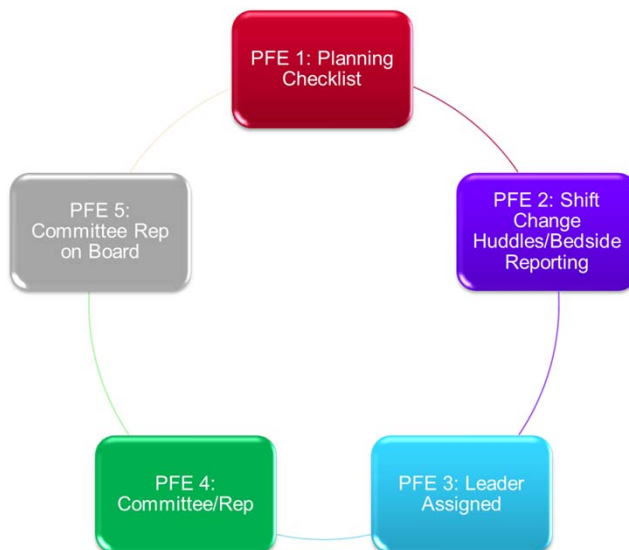 PFE 1: Planning
Checklist
PFE 2: Shift
Change
Huddles/Bedside
Reporting
PFE 3: Leader
Assigned
PFE 4:
Committee/Rep
PFE 5:
Committee Rep
on Board